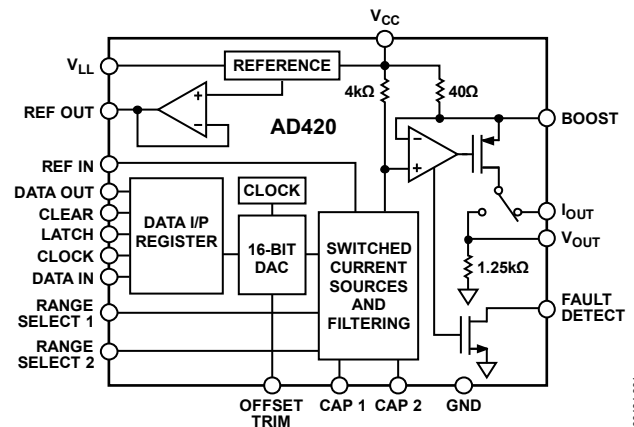 VCC
VLL
REFERENCE
4kΩ
40Ω
REF OUT
+
−
AD420
−
+
BOOST
REF IN
DATA OUT
CLEAR
LATCH
CLOCK
DATA IN
DATA I/P
REGISTER
CLOCK
16-BIT
DAC
SWITCHED
CURRENT
SOURCES
AND
FILTERING
IOUT
VOUT
1.25kΩ
RANGE
SELECT 1
RANGE
SELECT 2
FAULT
DETECT
OFFSET
TRIM
CAP 1
CAP 2
GND